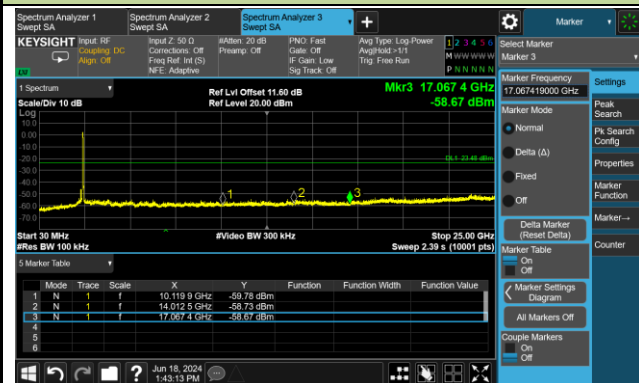 Spectrum Analyzer 1
Swept SA
Spectrum Analyzer 2
Swept SA
Spectrum Analyzer 3
Swept SA
Marker
KEYSIGHT
Input: RF
Coupling: DC
Align: Off
Input Z: 50 Ω
Corrections: Off
Freq Ref: Int (S)
NFE: Adaptive
#Atten: 20 dB
Preamp: Off
PNO: Fast
Gate: Off
IF Gain: Low
Sig Track: Off
Avg Type: Log-Power
Avg|Hold:>1/1
Trig: Free Run
1 2 3 4 5 6
M W W W W W
P N N N N N
Select Marker
Marker 3
1 Spectrum
Scale/Div 10 dB
Log
Ref Lvl Offset 11.60 dB
Ref Level 20.00 dBm
Mkr3 17.067 4 GHz
-58.67 dBm
10.0
0.00
-10.0
-20.0
-30.0
-40.0
-50.0
-60.0
-70.0
DL1 -23.48 dBm
1
2
3
Start 30 MHz
#Res BW 100 kHz
#Video BW 300 kHz
Stop 25.00 GHz
Sweep 2.39 s (10001 pts)
5 Marker Table
Mode Trace Scale X Y Function Function Width Function Value
1 N 1 f 10.119 9 GHz -59.78 dBm
2 N 1 f 14.012 5 GHz -58.73 dBm
3 N 1 f 17.067 4 GHz -58.67 dBm
4
5
6
Marker Frequency
17.067419000 GHz
Marker Mode
Normal
Delta (Δ)
Fixed
Off
Delta Marker
(Reset Delta)
Marker Table
On
Off
Marker Settings
Diagram
All Markers Off
Couple Markers
On
Off
Settings
Peak
Search
Pk Search
Config
Properties
Marker
Function
Marker→
Counter
Jun 18, 2024
1:43:13 PM